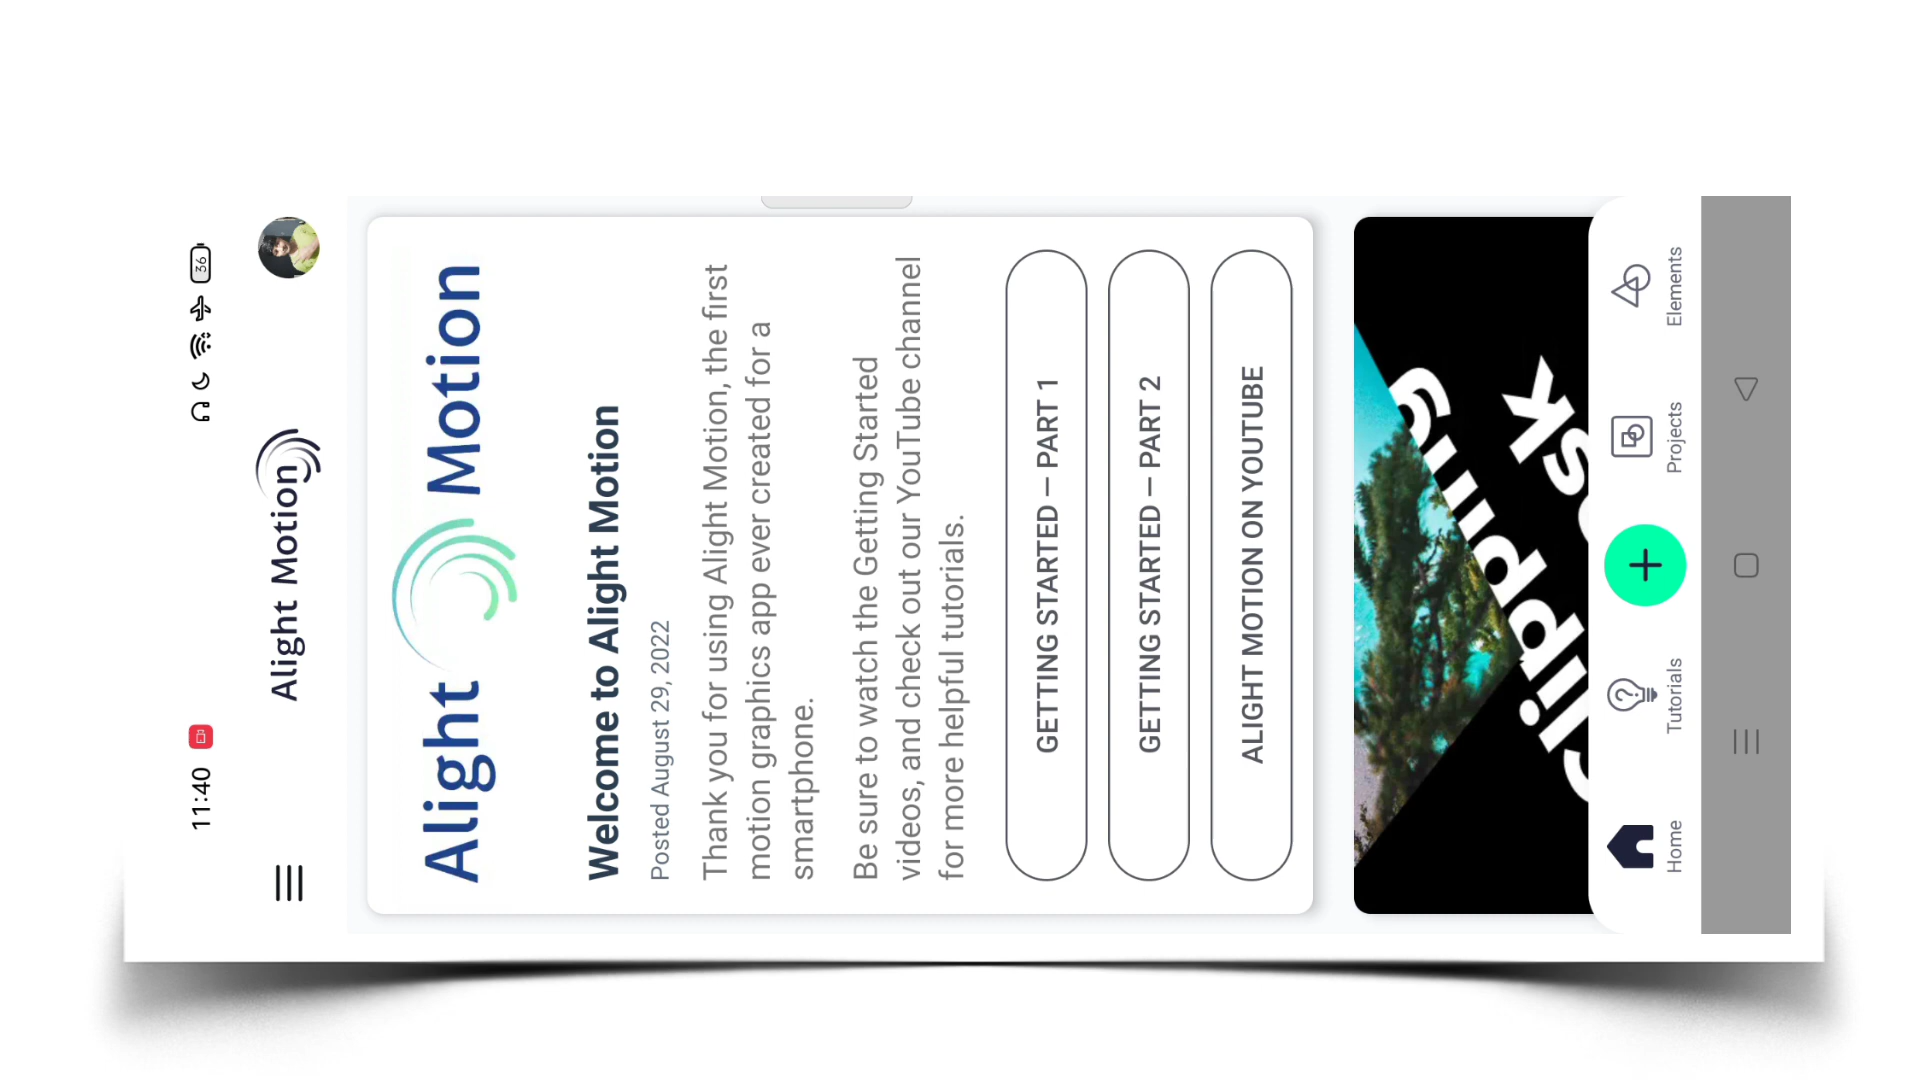 11:40
36
Alight Motion
Alight Motion
Welcome to Alight Motion
Posted August 29, 2022
Thank you for using Alight Motion, the first
motion graphics app ever created for a
smartphone.
Be sure to watch the Getting Started
videos, and check out our YouTube channel
for more helpful tutorials.
GETTING STARTED – PART 1
GETTING STARTED – PART 2
ALIGHT MOTION ON YOUTUBE
Clipping
Home
Tutorials
+
Projects
Elements